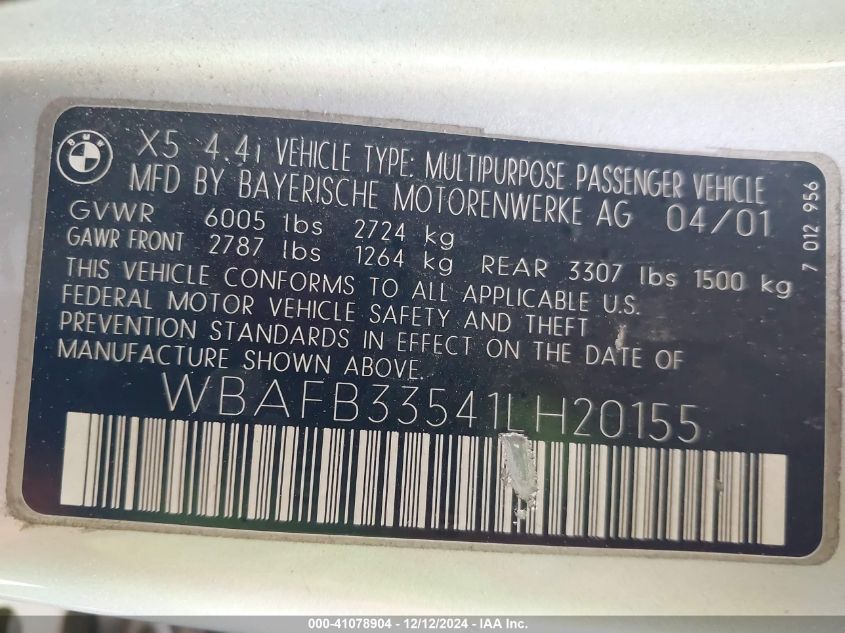 BMW
X5 4.4i VEHICLE TYPE: MULTIPURPOSE PASSENGER VEHICLE
MFD BY BAYERISCHE MOTORENWERKE AG 04/01
GVWR 6005 lbs 2724 kg
GAWR FRONT 2787 lbs 1264 kg REAR 3307 lbs 1500 kg
THIS VEHICLE CONFORMS TO ALL APPLICABLE U.S.
FEDERAL MOTOR VEHICLE SAFETY AND THEFT
PREVENTION STANDARDS IN EFFECT ON THE DATE OF
MANUFACTURE SHOWN ABOVE.
WBAFB33541LH20155
7 012 956
000-41078904 - 12/12/2024 - IAA Inc.